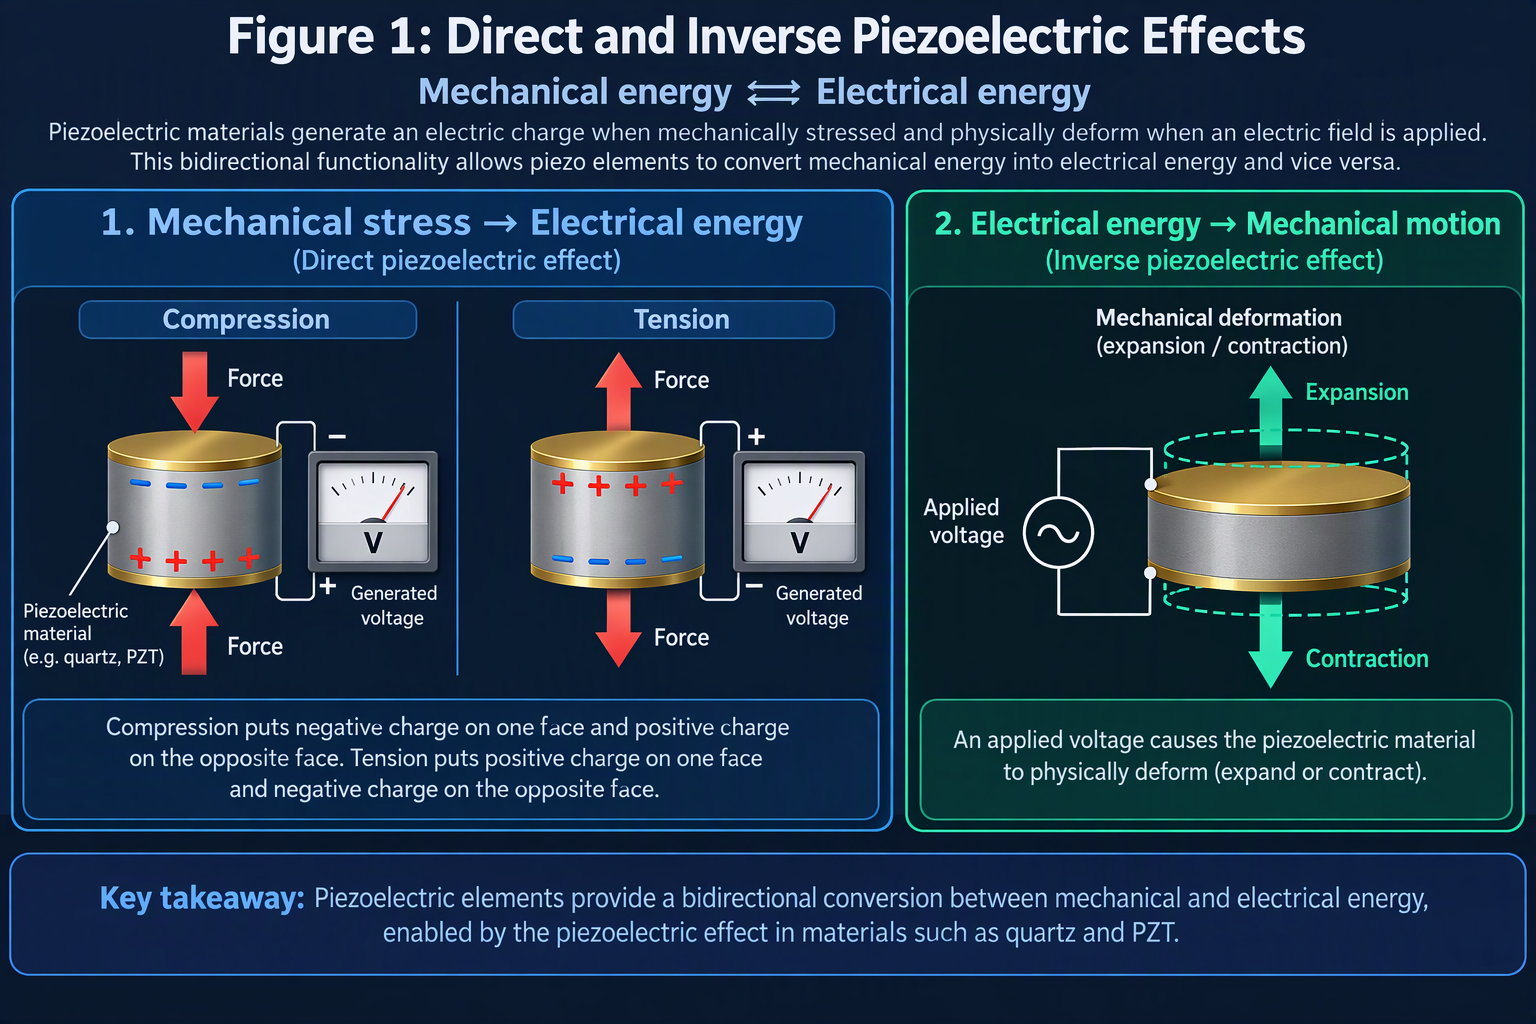 Figure 1: Direct and Inverse Piezoelectric Effects
Mechanical energy ⇌ Electrical energy
Piezoelectric materials generate an electric charge when mechanically stressed and physically deform when an electric field is applied.
This bidirectional functionality allows piezo elements to convert mechanical energy into electrical energy and vice versa.
1. Mechanical stress → Electrical energy
(Direct piezoelectric effect)
Compression
Force
−
V
+
Generated
voltage
Piezoelectric
material
(e.g. quartz, PZT)
Force
Tension
Force
+
V
−
Generated
voltage
Force
Compression puts negative charge on one face and positive charge
on the opposite face. Tension puts positive charge on one face
and negative charge on the opposite face.
2. Electrical energy → Mechanical motion
(Inverse piezoelectric effect)
Mechanical deformation
(expansion / contraction)
Expansion
Applied
voltage
Contraction
An applied voltage causes the piezoelectric material
to physically deform (expand or contract).
Key takeaway: Piezoelectric elements provide a bidirectional conversion between mechanical and electrical energy,
enabled by the piezoelectric effect in materials such as quartz and PZT.